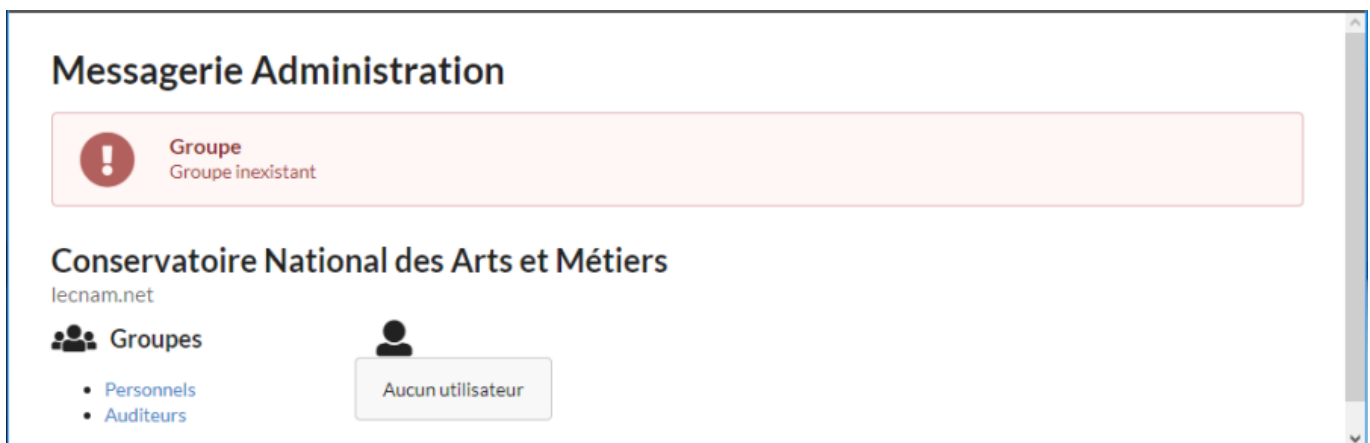 Messagerie Administration
Groupe
Groupe inexistant
Conservatoire National des Arts et Métiers
lecnam.net
Groupes
Personnels
Auditeurs
Aucun utilisateur